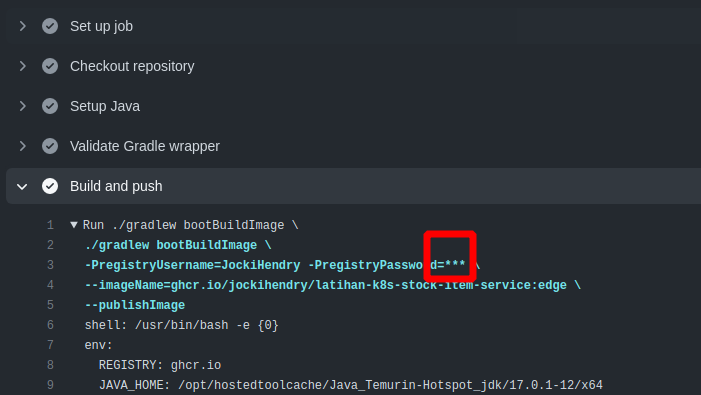 Set up job
Checkout repository
Setup Java
Validate Gradle wrapper
Build and push
1 ▼ Run ./gradlew bootBuildImage \
2 ./gradlew bootBuildImage \
3 -PregistryUsername=JockiHendry -PregistryPassword=*** \
4 --imageName=ghcr.io/jockihendry/latihan-k8s-stock-item-service:edge \
5 --publishImage
6 shell: /usr/bin/bash -e {0}
7 env:
8 REGISTRY: ghcr.io
9 JAVA_HOME: /opt/hostedtoolcache/Java_Temurin-Hotspot_jdk/17.0.1-12/x64